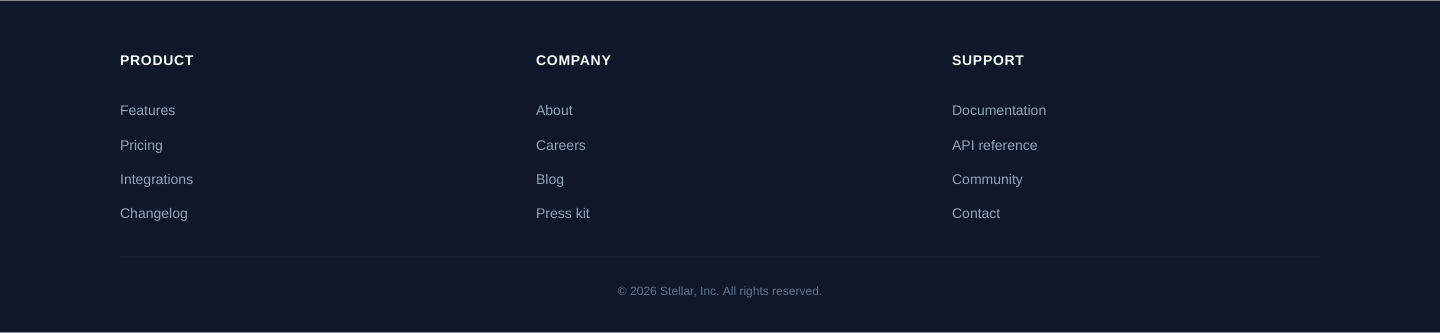 PRODUCT
Features
Pricing
Integrations
Changelog
COMPANY
About
Careers
Blog
Press kit
SUPPORT
Documentation
API reference
Community
Contact
© 2026 Stellar, Inc. All rights reserved.